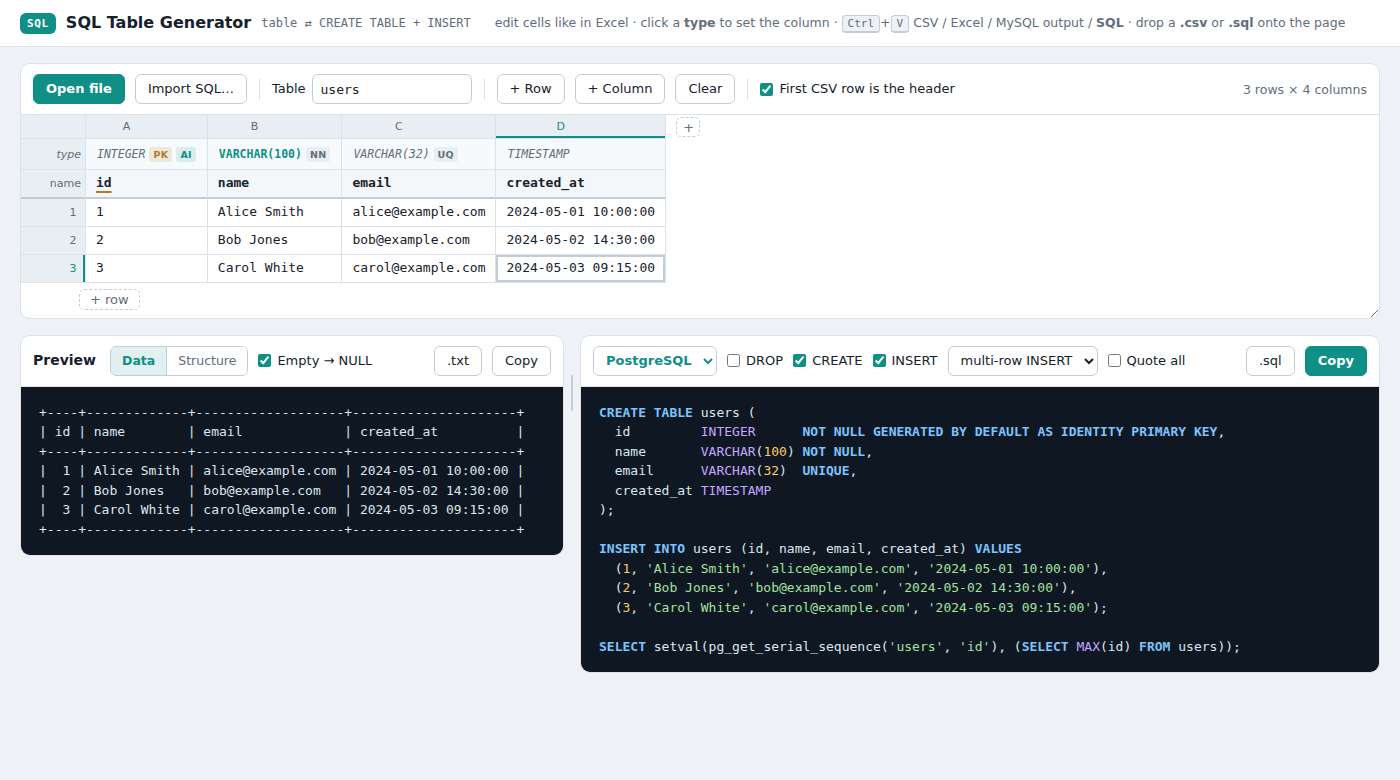 SQL SQL Table Generator table ⇄ CREATE TABLE + INSERT edit cells like in Excel · click a type to set the column · Ctrl+V CSV / Excel / MySQL output / SQL · drop a .csv or .sql onto the page
Open file Import SQL... Table users + Row + Column Clear First CSV row is the header 3 rows × 4 columns
A B C D +
type INTEGER PK AI VARCHAR(100) NN VARCHAR(32) UQ TIMESTAMP
name id name email created_at
1 1 Alice Smith alice@example.com 2024-05-01 10:00:00
2 2 Bob Jones bob@example.com 2024-05-02 14:30:00
3 3 Carol White carol@example.com 2024-05-03 09:15:00
+ row
Preview Data Structure Empty → NULL .txt Copy
+----+-------------+-------------------+---------------------+
| id | name        | email             | created_at          |
+----+-------------+-------------------+---------------------+
|  1 | Alice Smith | alice@example.com | 2024-05-01 10:00:00 |
|  2 | Bob Jones   | bob@example.com   | 2024-05-02 14:30:00 |
|  3 | Carol White | carol@example.com | 2024-05-03 09:15:00 |
+----+-------------+-------------------+---------------------+
PostgreSQL DROP CREATE INSERT multi-row INSERT Quote all .sql Copy
CREATE TABLE users (
  id         INTEGER      NOT NULL GENERATED BY DEFAULT AS IDENTITY PRIMARY KEY,
  name       VARCHAR(100) NOT NULL,
  email      VARCHAR(32)  UNIQUE,
  created_at TIMESTAMP
);
INSERT INTO users (id, name, email, created_at) VALUES
  (1, 'Alice Smith', 'alice@example.com', '2024-05-01 10:00:00'),
  (2, 'Bob Jones', 'bob@example.com', '2024-05-02 14:30:00'),
  (3, 'Carol White', 'carol@example.com', '2024-05-03 09:15:00');
SELECT setval(pg_get_serial_sequence('users', 'id'), (SELECT MAX(id) FROM users));